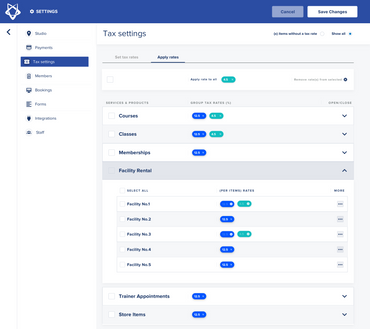 SETTINGS
Cancel
Save Changes
Studio
Payments
Tax settings
Members
Bookings
Forms
Integrations
Staff
Tax settings
(x) items without a tax rate
Show all
Set tax rates
Apply rates
Apply rate to all
Remove rate(s) from selected
SERVICES & PRODUCTS
GROUP TAX RATES (%)
OPEN/CLOSE
Courses
Classes
Memberships
Facility Rental
SELECT ALL
(PER ITEMS) RATES
MORE
Facility No.1
Facility No.2
Facility No.3
Facility No.4
Facility No.5
Trainer Appointments
Store Items